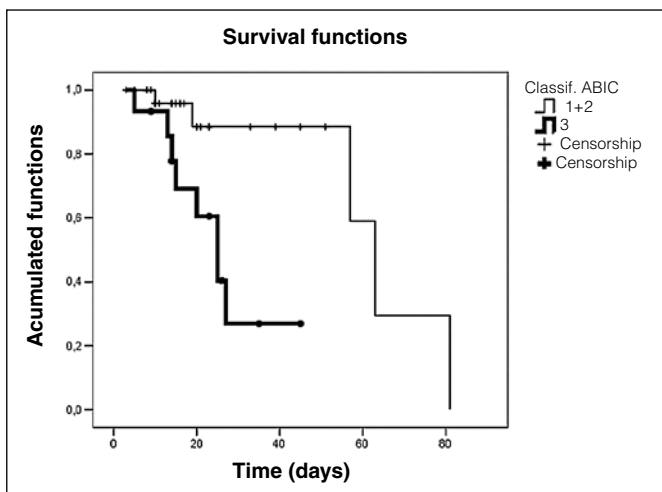 Survival functions
Acumulated functions
1,0
0,8
0,6
0,4
0,2
0,0
0
20
40
60
80
Time (days)
Classif. ABIC
1+2
3
Censorship
Censorship